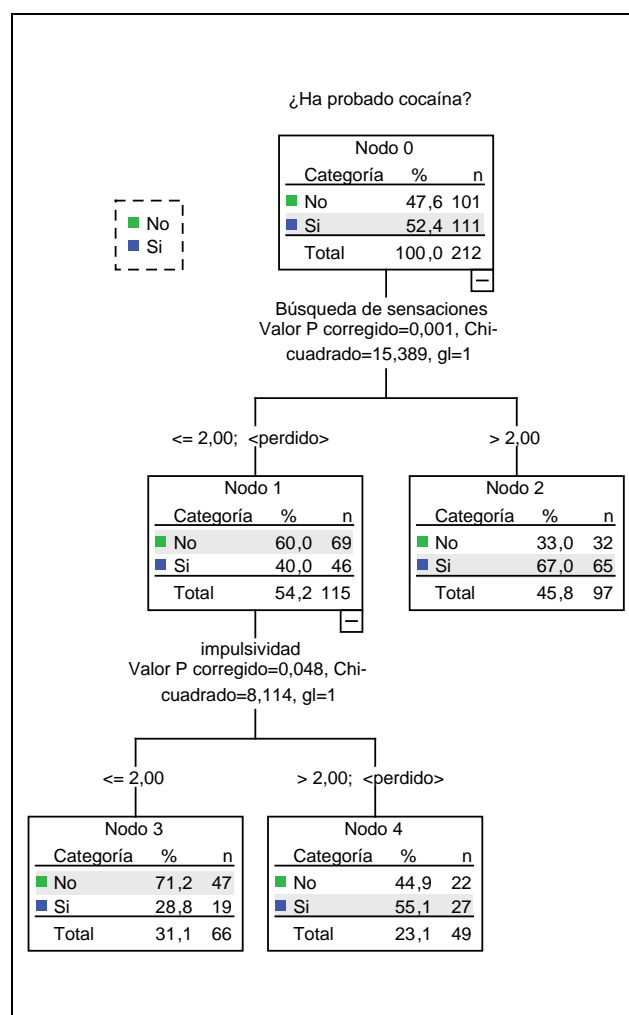 ¿Ha probado cocaína?
Nodo 0
Categoría % n
No 47,6 101
Si 52,4 111
Total 100,0 212
No
Si
Búsqueda de sensaciones
Valor P corregido=0,001, Chi-
cuadrado=15,389, gl=1
<= 2,00; <perdido>
> 2,00
Nodo 1
Categoría % n
No 60,0 69
Si 40,0 46
Total 54,2 115
Nodo 2
Categoría % n
No 33,0 32
Si 67,0 65
Total 45,8 97
impulsividad
Valor P corregido=0,048, Chi-
cuadrado=8,114, gl=1
<= 2,00
> 2,00; <perdido>
Nodo 3
Categoría % n
No 71,2 47
Si 28,8 19
Total 31,1 66
Nodo 4
Categoría % n
No 44,9 22
Si 55,1 27
Total 23,1 49